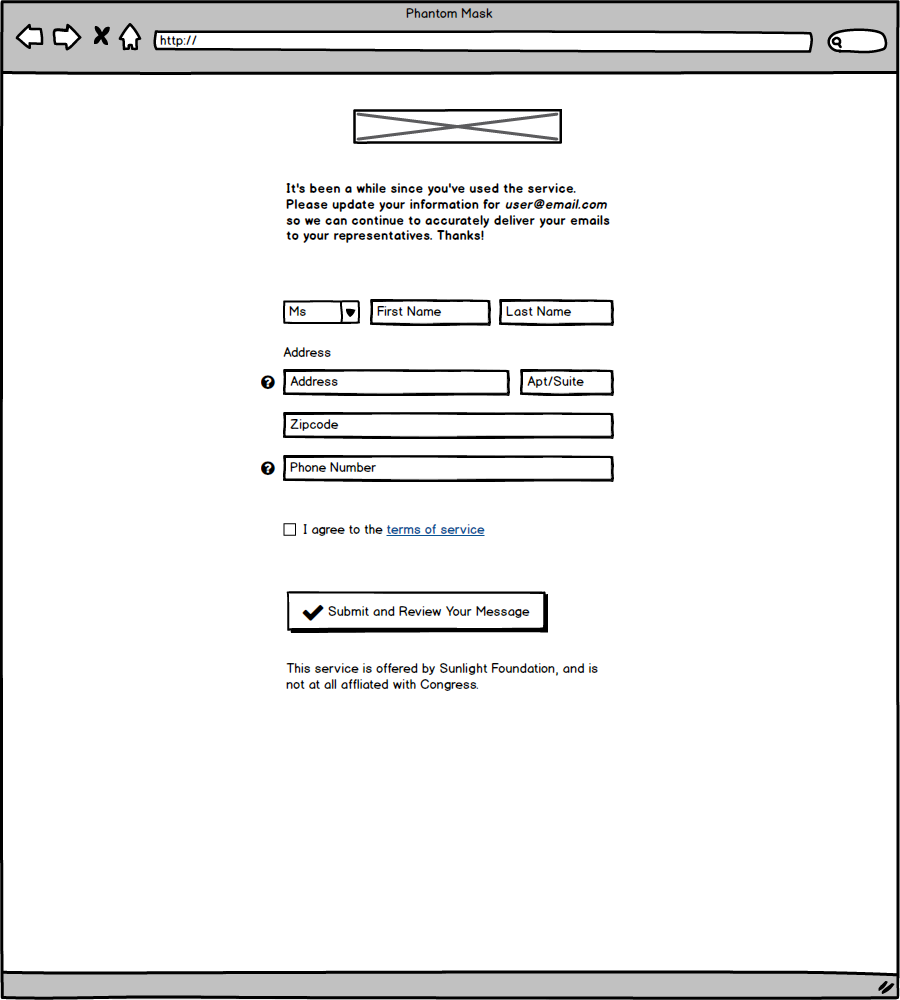 Phantom Mask
http://
It's been a while since you've used the service.
Please update your information for user@email.com
so we can continue to accurately deliver your emails
to your representatives. Thanks!
Ms First Name Last Name
Address
? Address Apt/Suite
Zipcode
? Phone Number
I agree to the terms of service
Submit and Review Your Message
This service is offered by Sunlight Foundation, and is
not at all affliated with Congress.